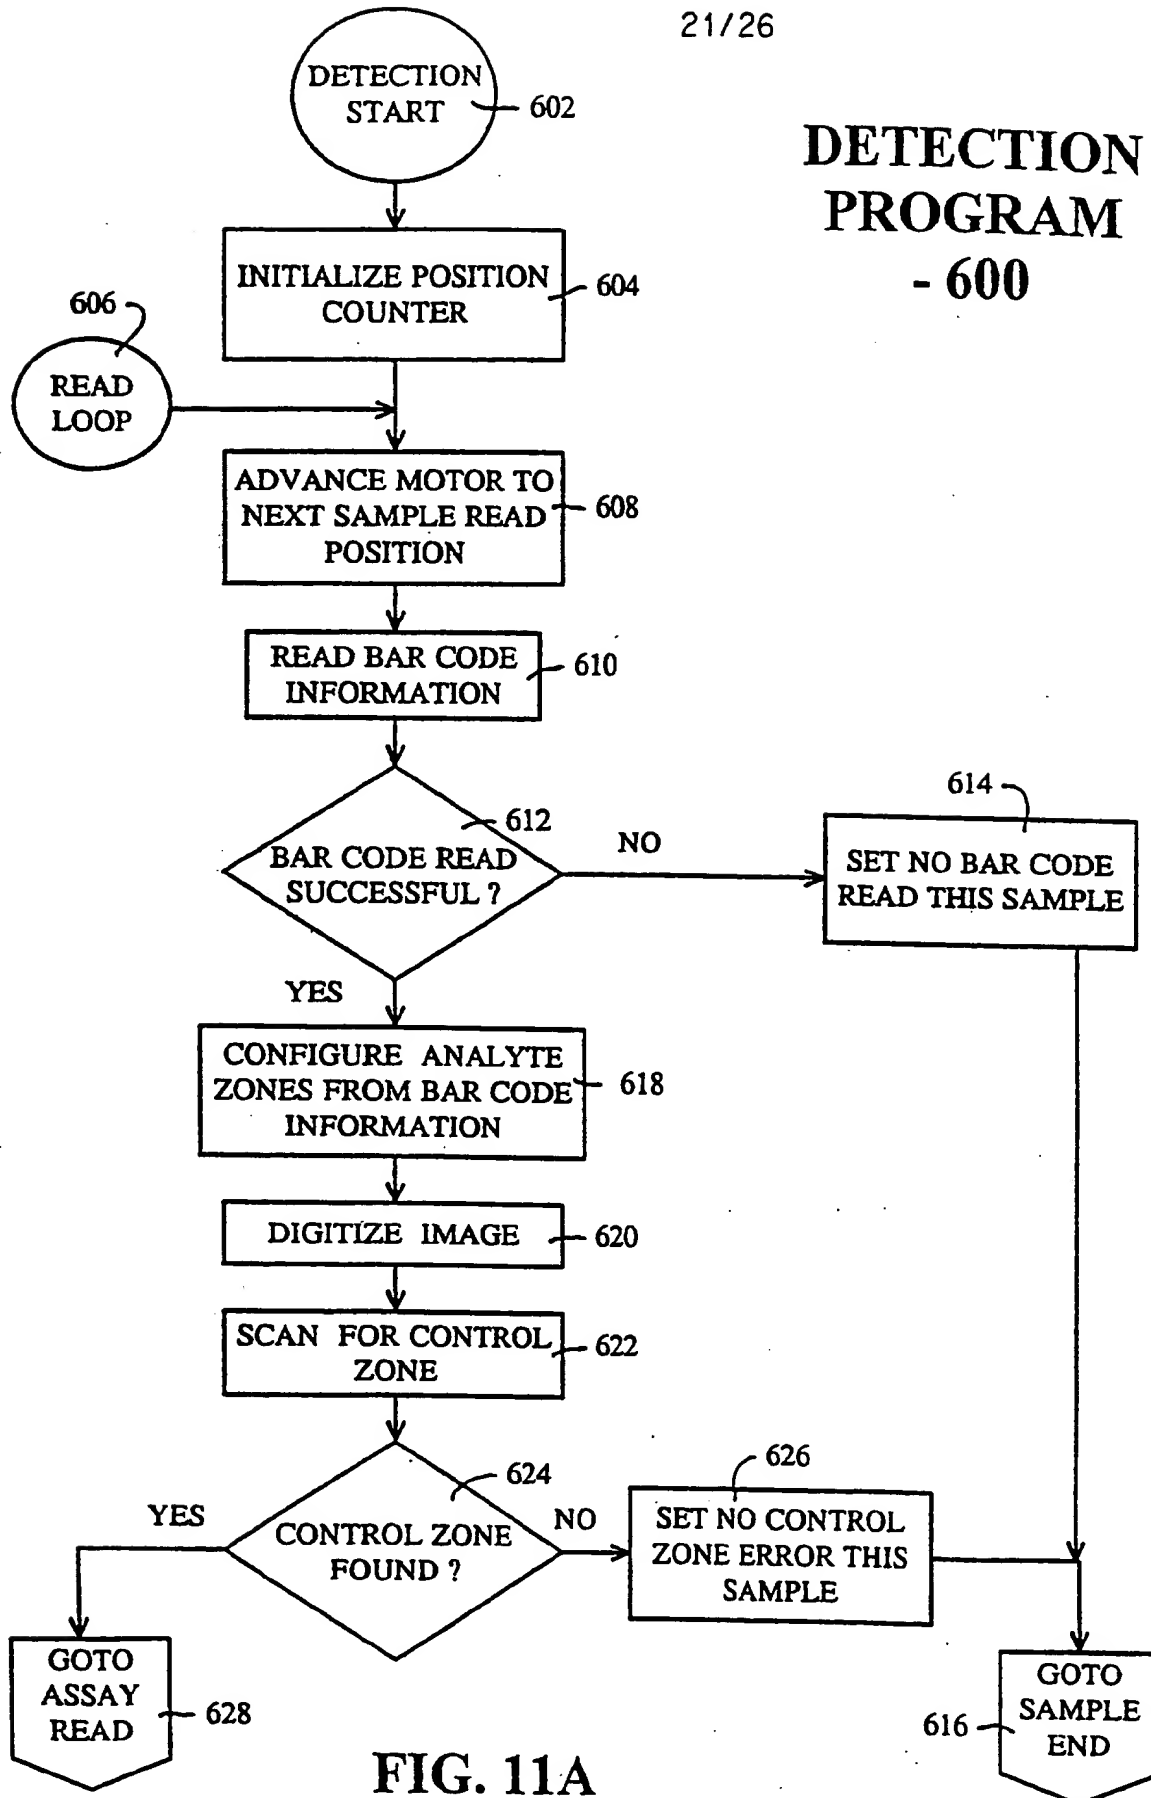 21/26
DETECTION
START
602
DETECTION
PROGRAM
- 600
INITIALIZE POSITION
COUNTER
604
606
READ
LOOP
ADVANCE MOTOR TO
NEXT SAMPLE READ
POSITION
608
READ BAR CODE
INFORMATION
610
612
BAR CODE READ
SUCCESSFUL ?
NO
614
SET NO BAR CODE
READ THIS SAMPLE
YES
CONFIGURE ANALYTE
ZONES FROM BAR CODE
INFORMATION
618
DIGITIZE IMAGE
620
SCAN FOR CONTROL
ZONE
622
624
CONTROL ZONE
FOUND ?
YES
NO
626
SET NO CONTROL
ZONE ERROR THIS
SAMPLE
GOTO
ASSAY
READ
628
GOTO
SAMPLE
END
616
FIG. 11A